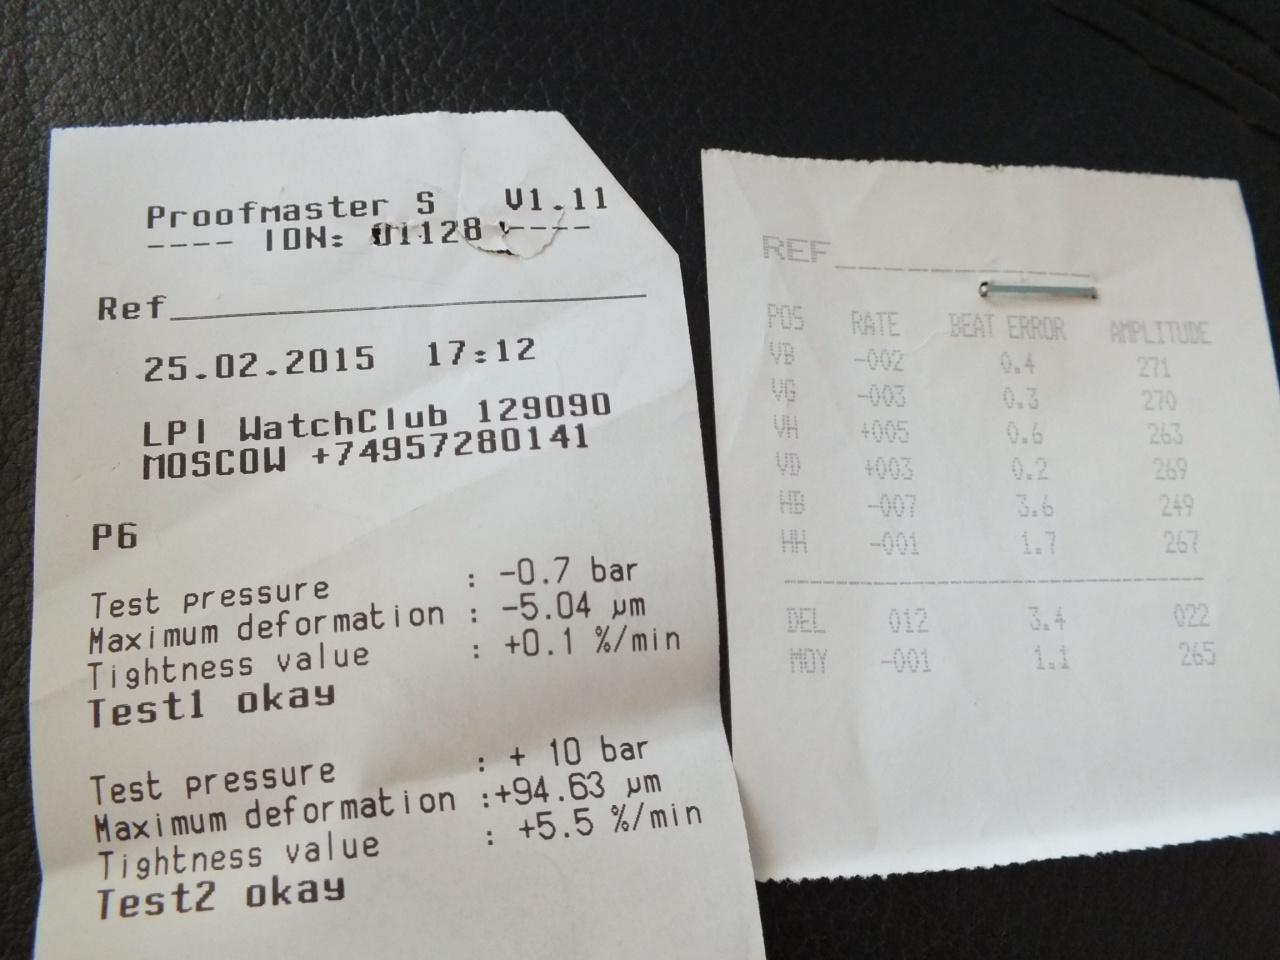 Proofmaster S V1.11
---- IDN: 01128 ----
Ref_______________
25.02.2015 17:12
LPI WatchClub 129090
MOSCOW +74957280141
P6
Test pressure : -0.7 bar
Maximum deformation : -5.04 µm
Tightness value : +0.1 %/min
Test1 okay
Test pressure : + 10 bar
Maximum deformation :+94.63 µm
Tightness value : +5.5 %/min
Test2 okay
REF______________
POS RATE BEAT ERROR AMPLITUDE
VB -002 0.4 271
VG -003 0.3 270
VH +005 0.6 263
VD +003 0.2 269
HB -007 3.6 249
HH -001 1.7 267
DEL 012 3.4 022
MOY -001 1.1 265